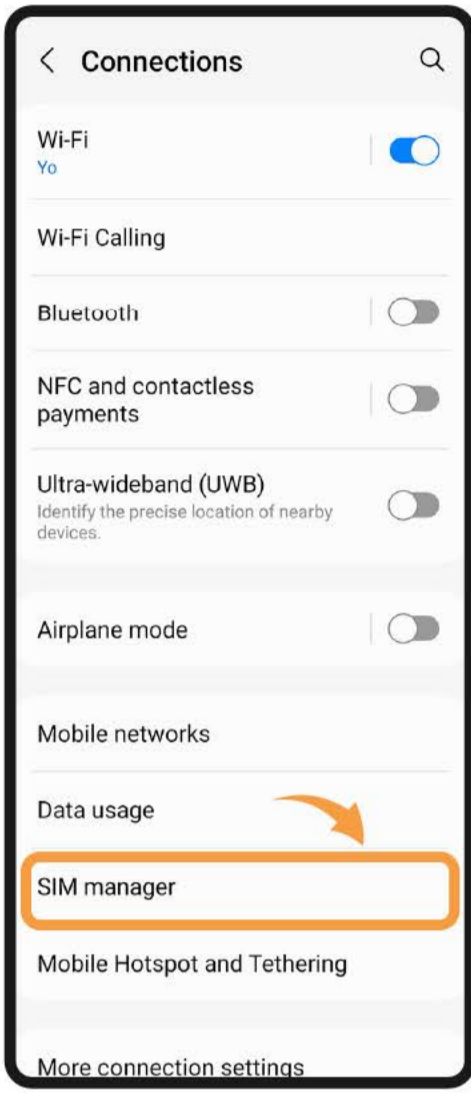 Connections
Wi-Fi
Yo
Wi-Fi Calling
Bluetooth
NFC and contactless
payments
Ultra-wideband (UWB)
Identify the precise location of nearby
devices.
Airplane mode
Mobile networks
Data usage
SIM manager
Mobile Hotspot and Tethering
More connection settings